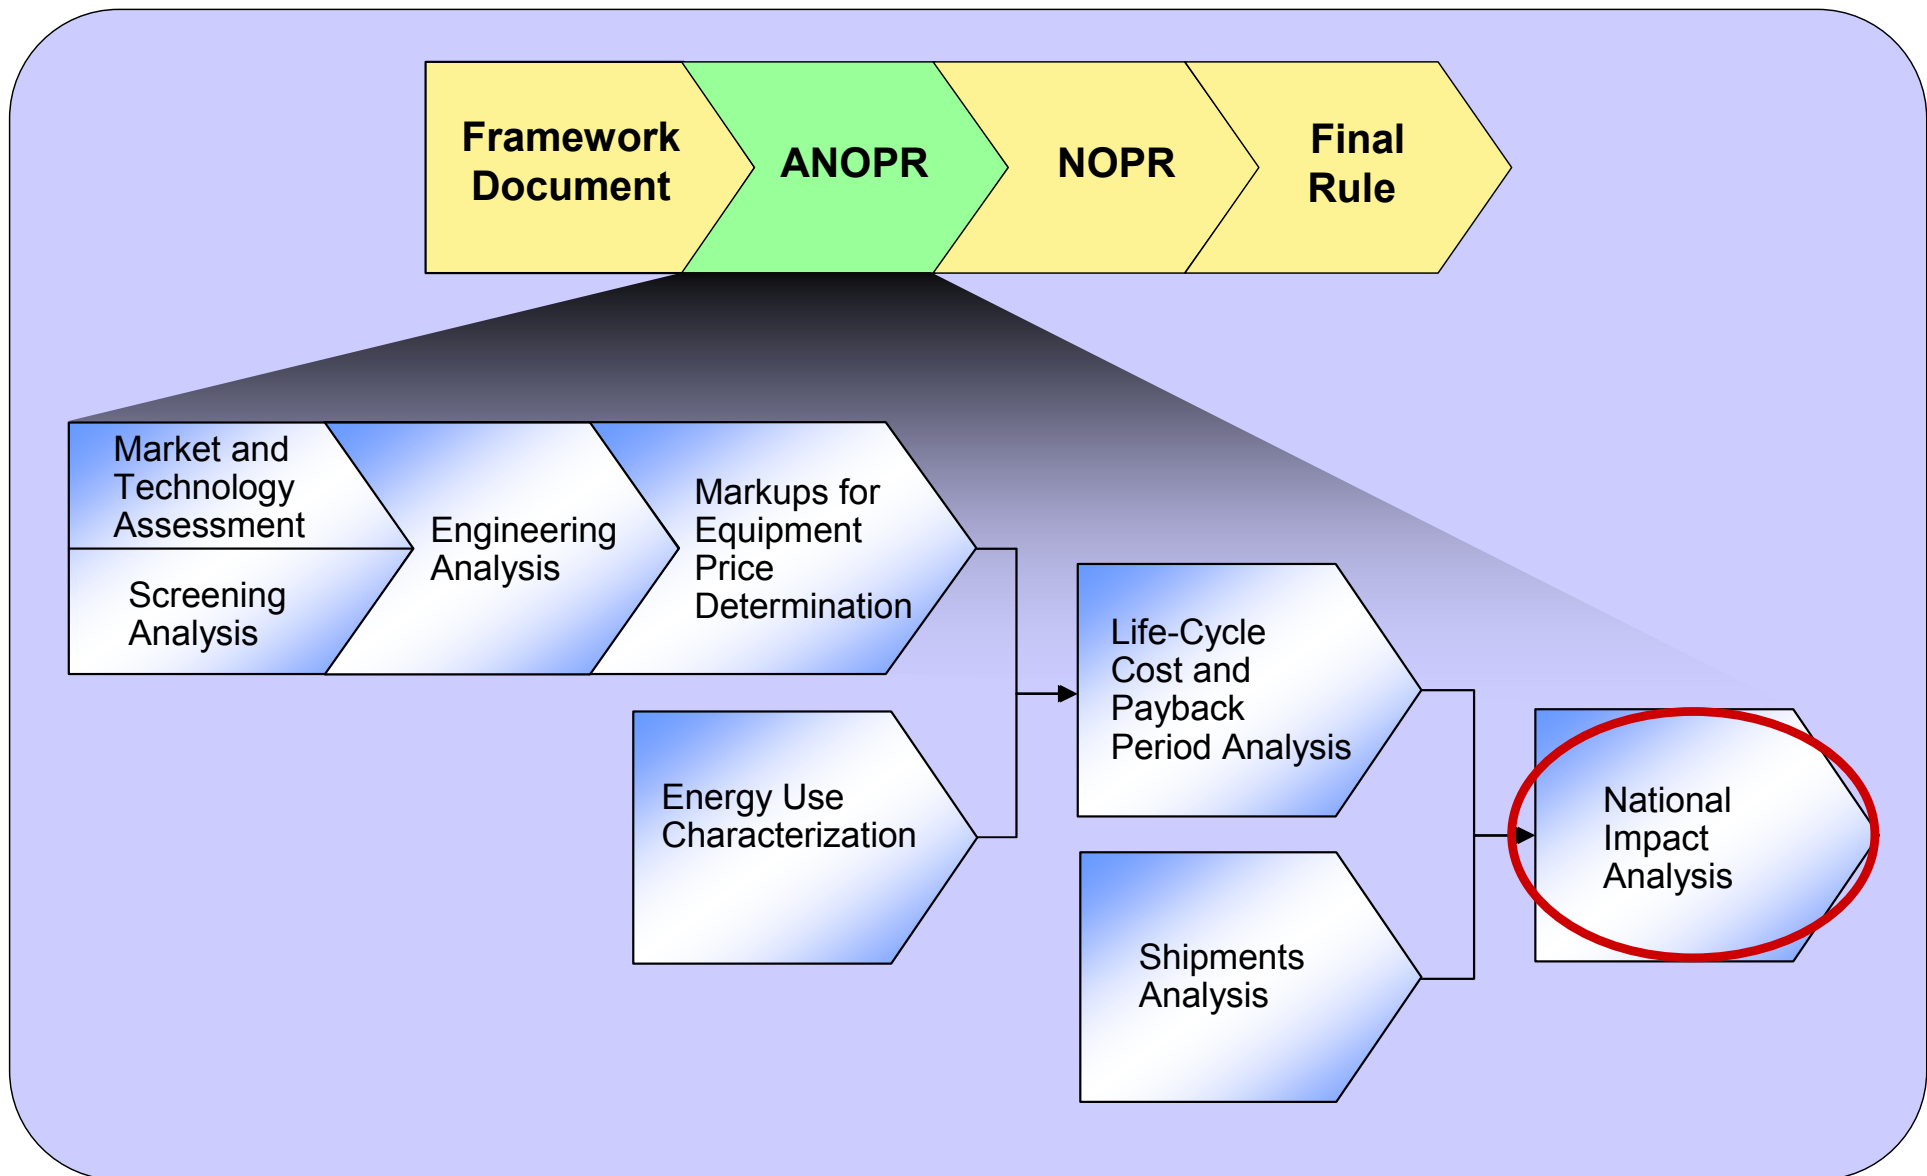 Framework
Document
ANOPR
NOPR
Final
Rule
Market and
Technology
Assessment
Screening
Analysis
Engineering
Analysis
Markups for
Equipment
Price
Determination
Energy Use
Characterization
Life-Cycle
Cost and
Payback
Period Analysis
Shipments
Analysis
National
Impact
Analysis